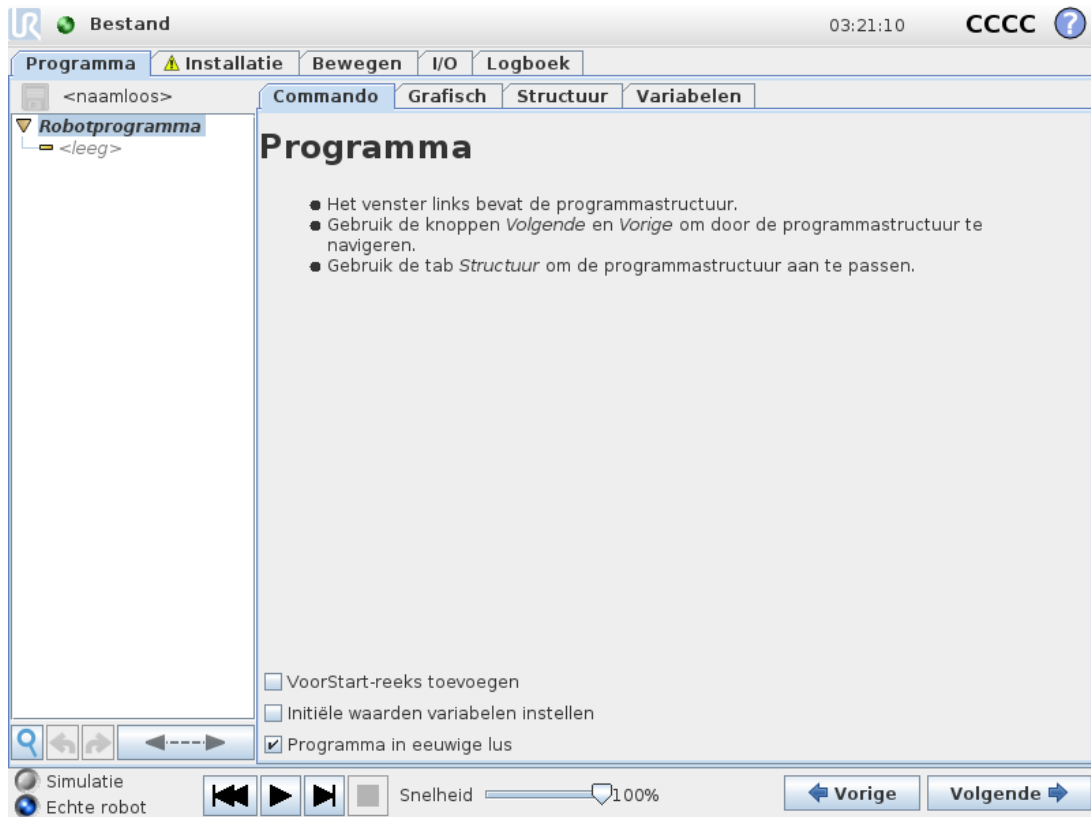 UR Bestand 03:21:10 CCCC ?
Programma Installatie Bewegen I/O Logboek
<naamloos> Commando Grafisch Structuur Variabelen
Robotprogramma
<leeg>
Programma
Het venster links bevat de programmastructuur.
Gebruik de knoppen Volgende en Vorige om door de programmastructuur te
navigeren.
Gebruik de tab Structuur om de programmastructuur aan te passen.
VoorStart-reeks toevoegen
Initiële waarden variabelen instellen
Programma in eeuwige lus
Simulatie
Echte robot
Snelheid 100% Vorige Volgende